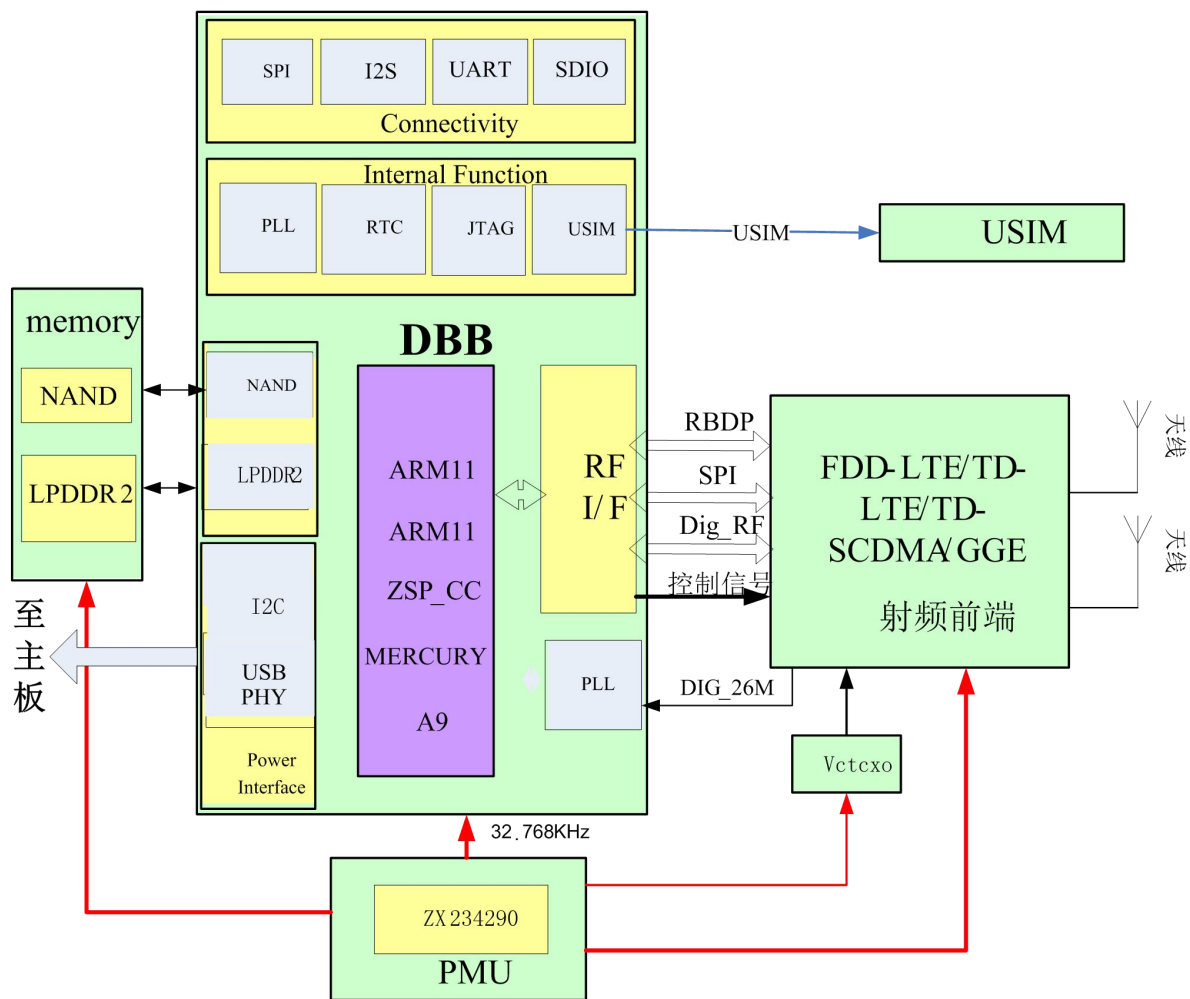 SPI
I2S
UART
SDIO
Connectivity
Internal Function
PLL
RTC
JTAG
USIM
USIM
USIM
memory
NAND
LPDDR2
DBB
NAND
LPDDR2
ARM11
ARM11
ZSP_CC
MERCURY
A9
RF
I/F
RBDP
SPI
Dig_RF
控制信号
FDD-LTE/TD-
LTE/TD-
SCDMA/GGE
射频前端
天线
天线
至
主
板
I2C
USB
PHY
Power
Interface
PLL
DIG_26M
Vctcxo
32.768KHz
ZX234290
PMU